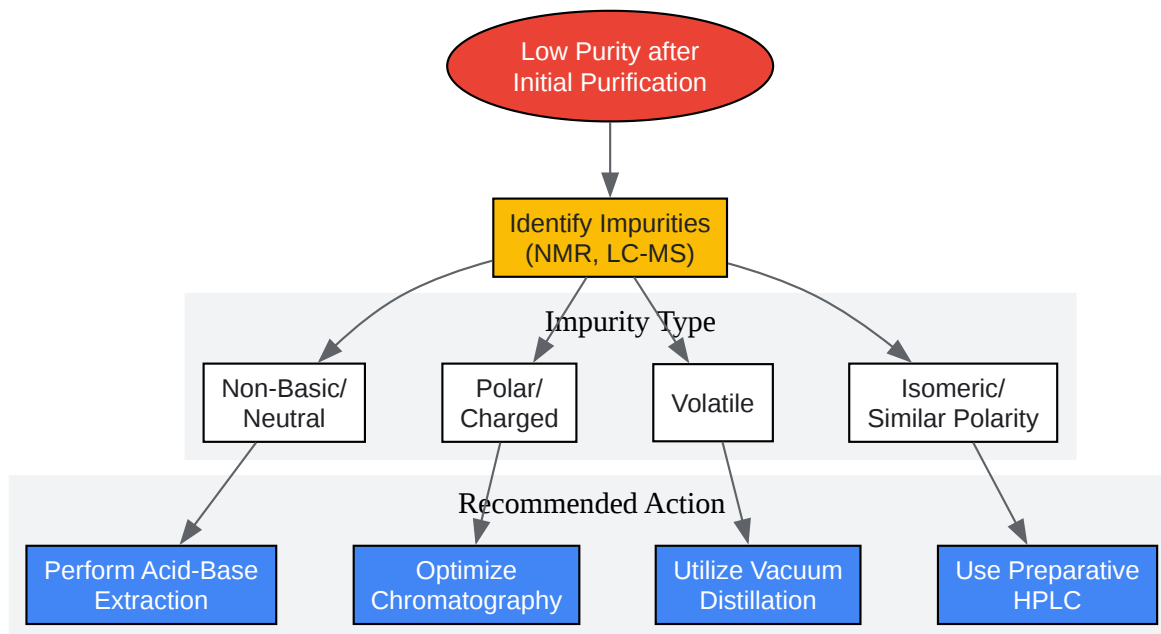 Low Purity after
Initial Purification
Identify Impurities
(NMR, LC-MS)
Impurity Type
Non-Basic/
Neutral
Polar/
Charged
Volatile
Isomeric/
Similar Polarity
Recommended Action
Perform Acid-Base
Extraction
Optimize
Chromatography
Utilize Vacuum
Distillation
Use Preparative
HPLC